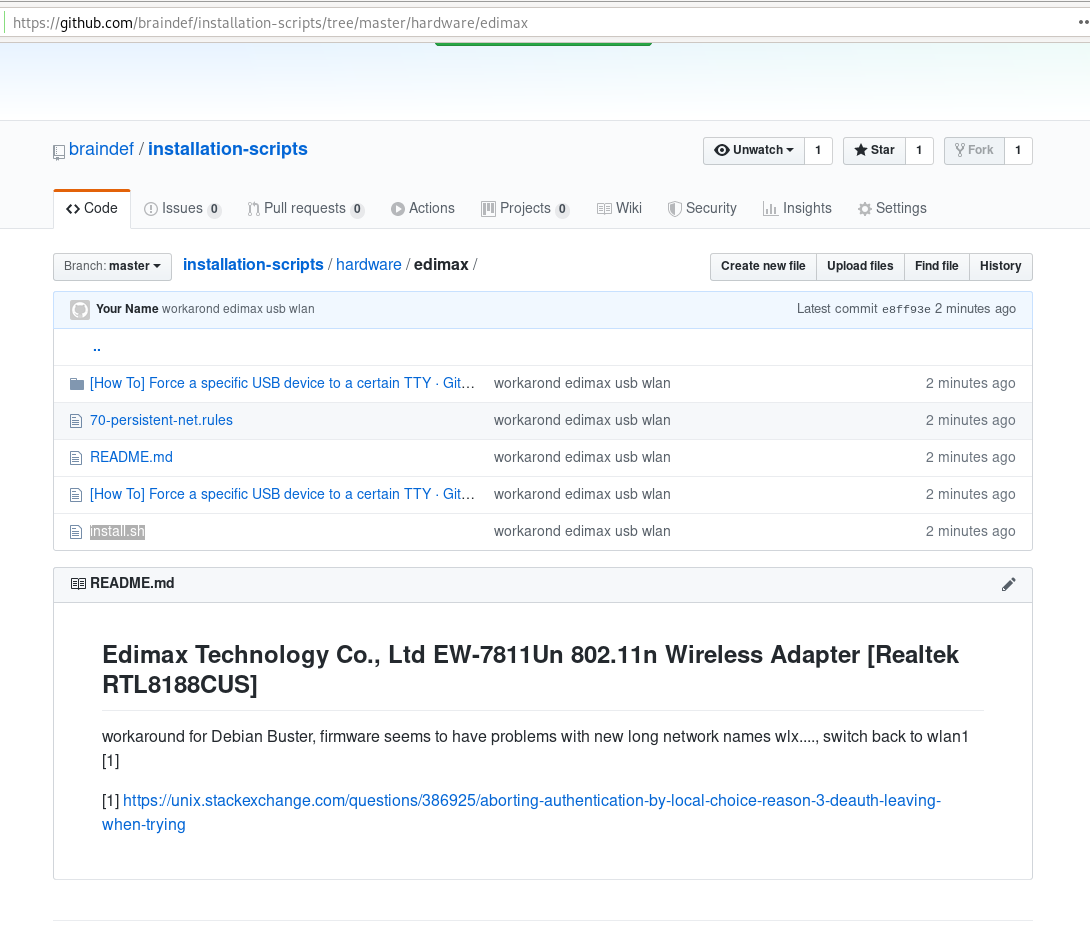 https://github.com/braindef/installation-scripts/tree/master/hardware/edimax
braindef / installation-scripts
Unwatch 1 Star 1 Fork 1
Code Issues 0 Pull requests 0 Actions Projects 0 Wiki Security Insights Settings
Branch: master installation-scripts / hardware / edimax / Create new file Upload files Find file History
Your Name workarond edimax usb wlan Latest commit e8ff93e 2 minutes ago
..
[How To] Force a specific USB device to a certain TTY · Git… workarond edimax usb wlan 2 minutes ago
70-persistent-net.rules workarond edimax usb wlan 2 minutes ago
README.md workarond edimax usb wlan 2 minutes ago
[How To] Force a specific USB device to a certain TTY · Git… workarond edimax usb wlan 2 minutes ago
install.sh workarond edimax usb wlan 2 minutes ago
README.md
Edimax Technology Co., Ltd EW-7811Un 802.11n Wireless Adapter [Realtek
RTL8188CUS]
workaround for Debian Buster, firmware seems to have problems with new long network names wlx...., switch back to wlan1
[1]
[1] https://unix.stackexchange.com/questions/386925/aborting-authentication-by-local-choice-reason-3-deauth-leaving-
when-trying